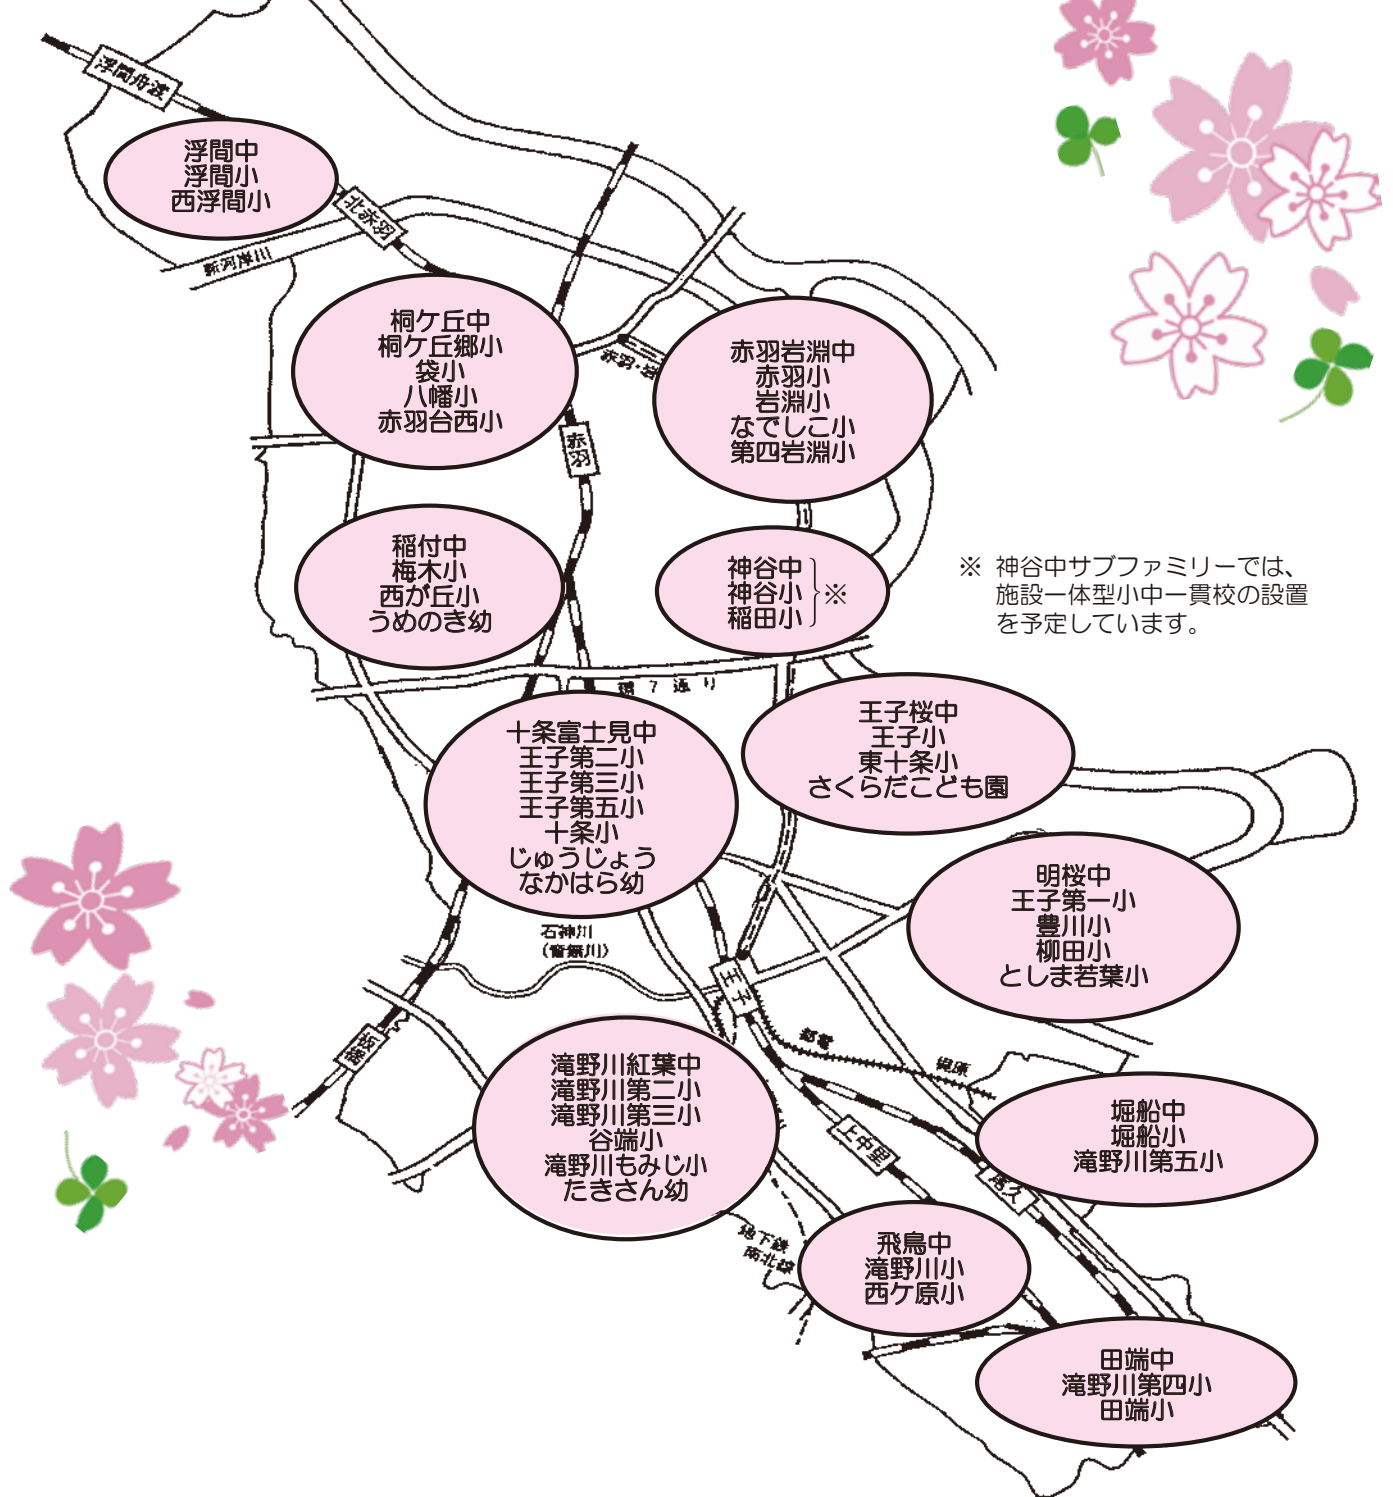 浮間舟渡
浮間中
浮間小
西浮間小
北赤羽
新河岸川
桐ケ丘中
桐ケ丘郷小
袋小
八幡小
赤羽台西小
赤羽・岩
赤羽岩淵中
赤羽小
岩淵小
なでしこ小
第四岩淵小
赤羽
稲付中
梅木小
西が丘小
うめのき幼
神谷中
神谷小
稲田小
※
※ 神谷中サブファミリーでは、
施設一体型小中一貫校の設置
を予定しています。
環7通り
十条富士見中
王子第二小
王子第三小
王子第五小
十条小
じゅうじょう
なかはら幼
王子桜中
王子小
東十条小
さくらだこども園
明桜中
王子第一小
豊川小
柳田小
としま若葉小
石神川
(音無川)
王子
板橋
都電
梶原
滝野川紅葉中
滝野川第二小
滝野川第三小
谷端小
滝野川もみじ小
たきさん幼
堀船中
堀船小
滝野川第五小
上中里
尾久
地下鉄
南北線
飛鳥中
滝野川小
西ケ原小
田端中
滝野川第四小
田端小